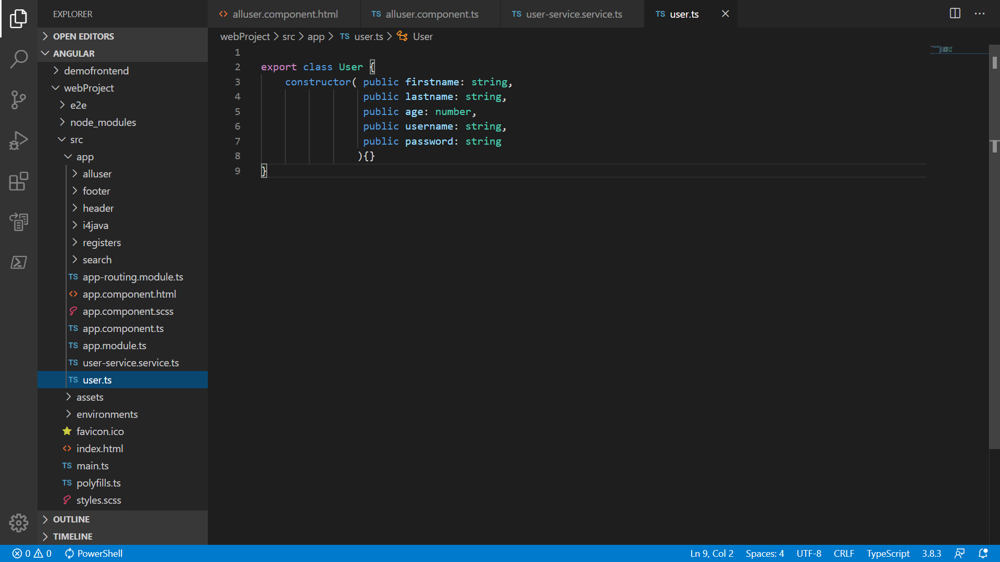 EXPLORER
alluser.component.html
TS alluser.component.ts
TS user-service.service.ts
TS user.ts
OPEN EDITORS
ANGULAR
demofrontend
webProject
e2e
node_modules
src
app
alluser
footer
header
i4java
registers
search
TS app-routing.module.ts
app.component.html
app.component.scss
TS app.component.ts
TS app.module.ts
TS user-service.service.ts
TS user.ts
assets
environments
favicon.ico
index.html
TS main.ts
TS polyfills.ts
styles.scss
OUTLINE
TIMELINE
webProject > src > app > TS user.ts > User
1
2 export class User {
3 constructor( public firstname: string,
4 public lastname: string,
5 public age: number,
6 public username: string,
7 public password: string
8 ){}
9 }
0 0 PowerShell
Ln 9, Col 2 Spaces: 4 UTF-8 CRLF TypeScript 3.8.3